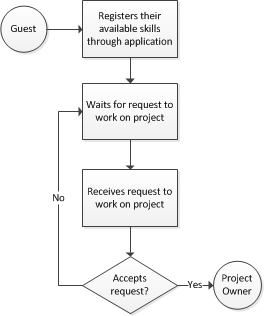 Guest
Registers their
available skills
through application
Waits for request to
work on project
Receives request to
work on project
No
Accepts
request?
Yes
Project
Owner